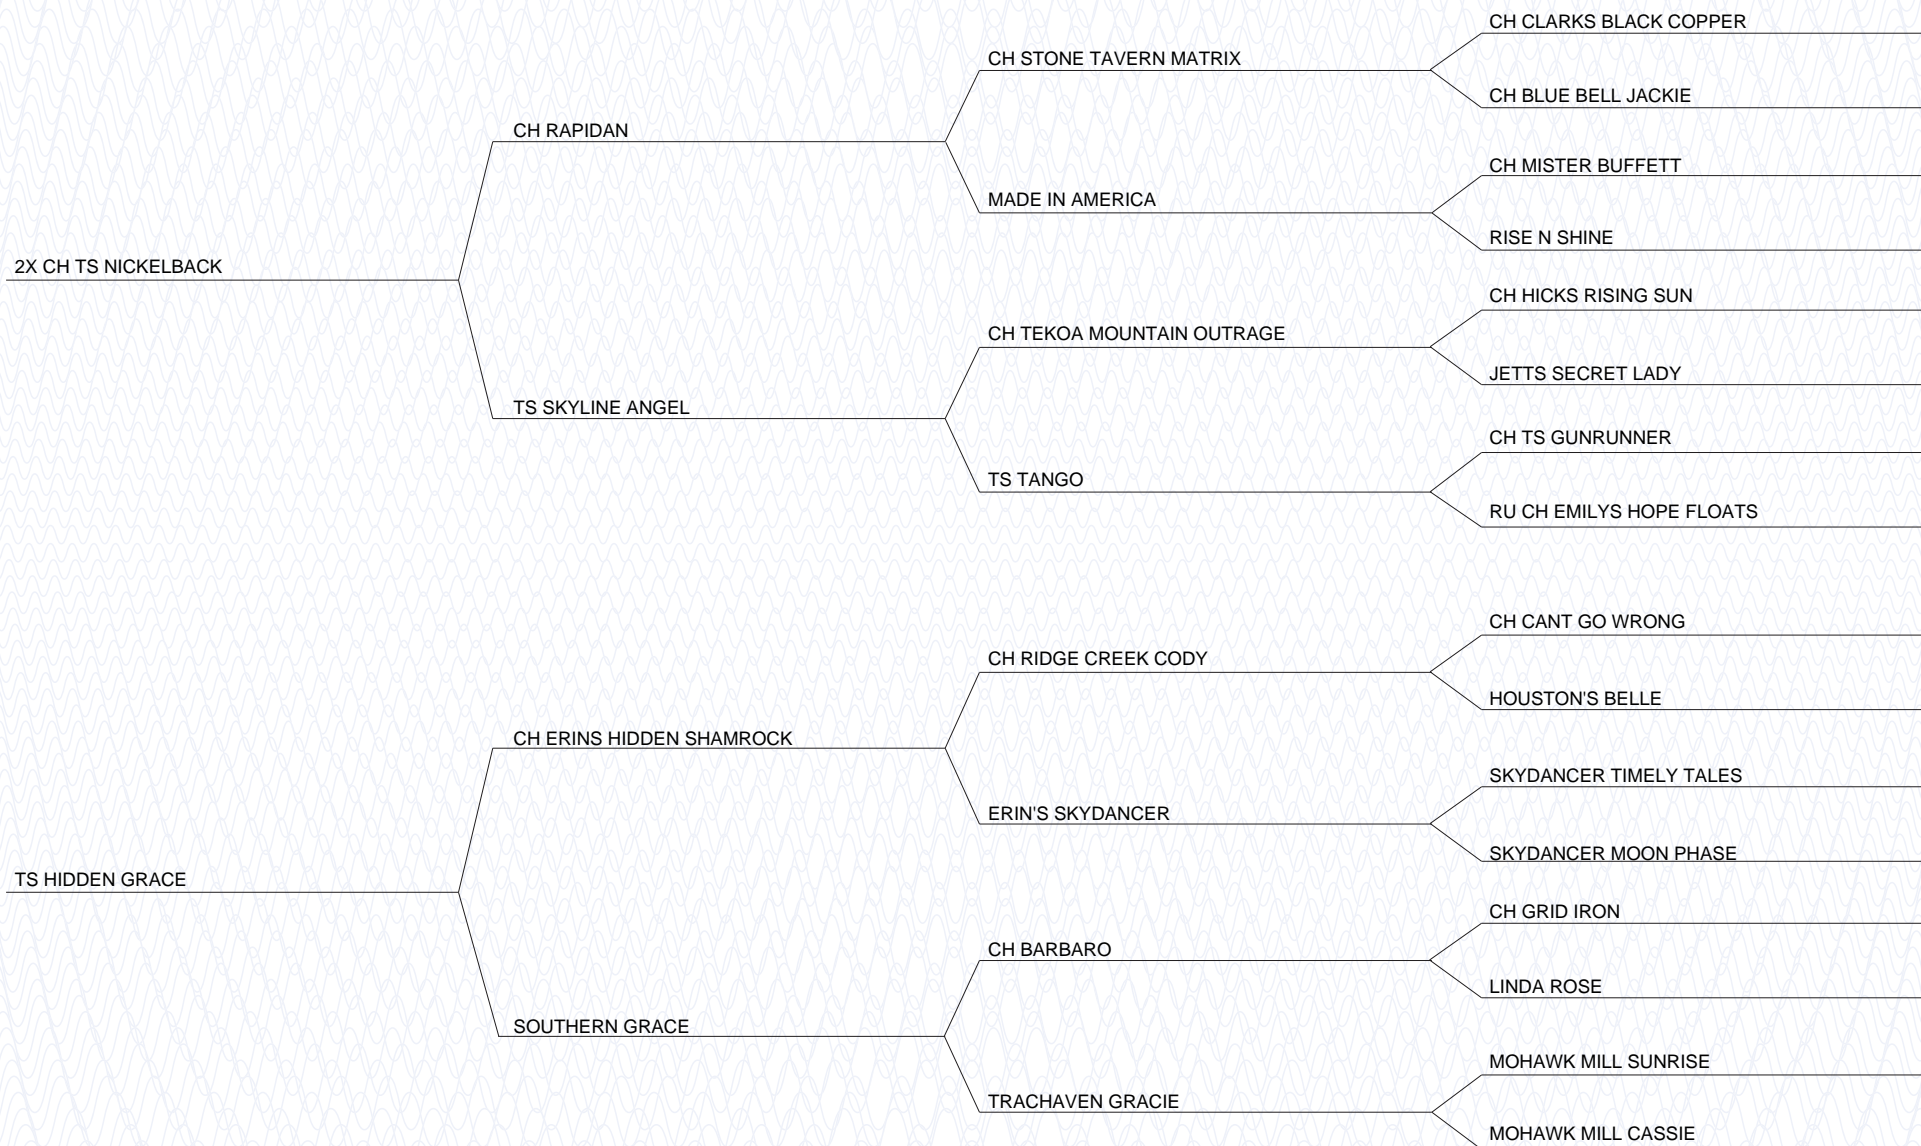 CH CLARKS BLACK COPPER
CH STONE TAVERN MATRIX
CH BLUE BELL JACKIE
CH RAPIDAN
CH MISTER BUFFETT
MADE IN AMERICA
RISE N SHINE
2X CH TS NICKELBACK
CH HICKS RISING SUN
CH TEKOA MOUNTAIN OUTRAGE
JETTS SECRET LADY
TS SKYLINE ANGEL
CH TS GUNRUNNER
TS TANGO
RU CH EMILYS HOPE FLOATS
CH CANT GO WRONG
CH RIDGE CREEK CODY
HOUSTON'S BELLE
CH ERINS HIDDEN SHAMROCK
SKYDANCER TIMELY TALES
ERIN'S SKYDANCER
SKYDANCER MOON PHASE
TS HIDDEN GRACE
CH GRID IRON
CH BARBARO
LINDA ROSE
SOUTHERN GRACE
MOHAWK MILL SUNRISE
TRACHAVEN GRACIE
MOHAWK MILL CASSIE